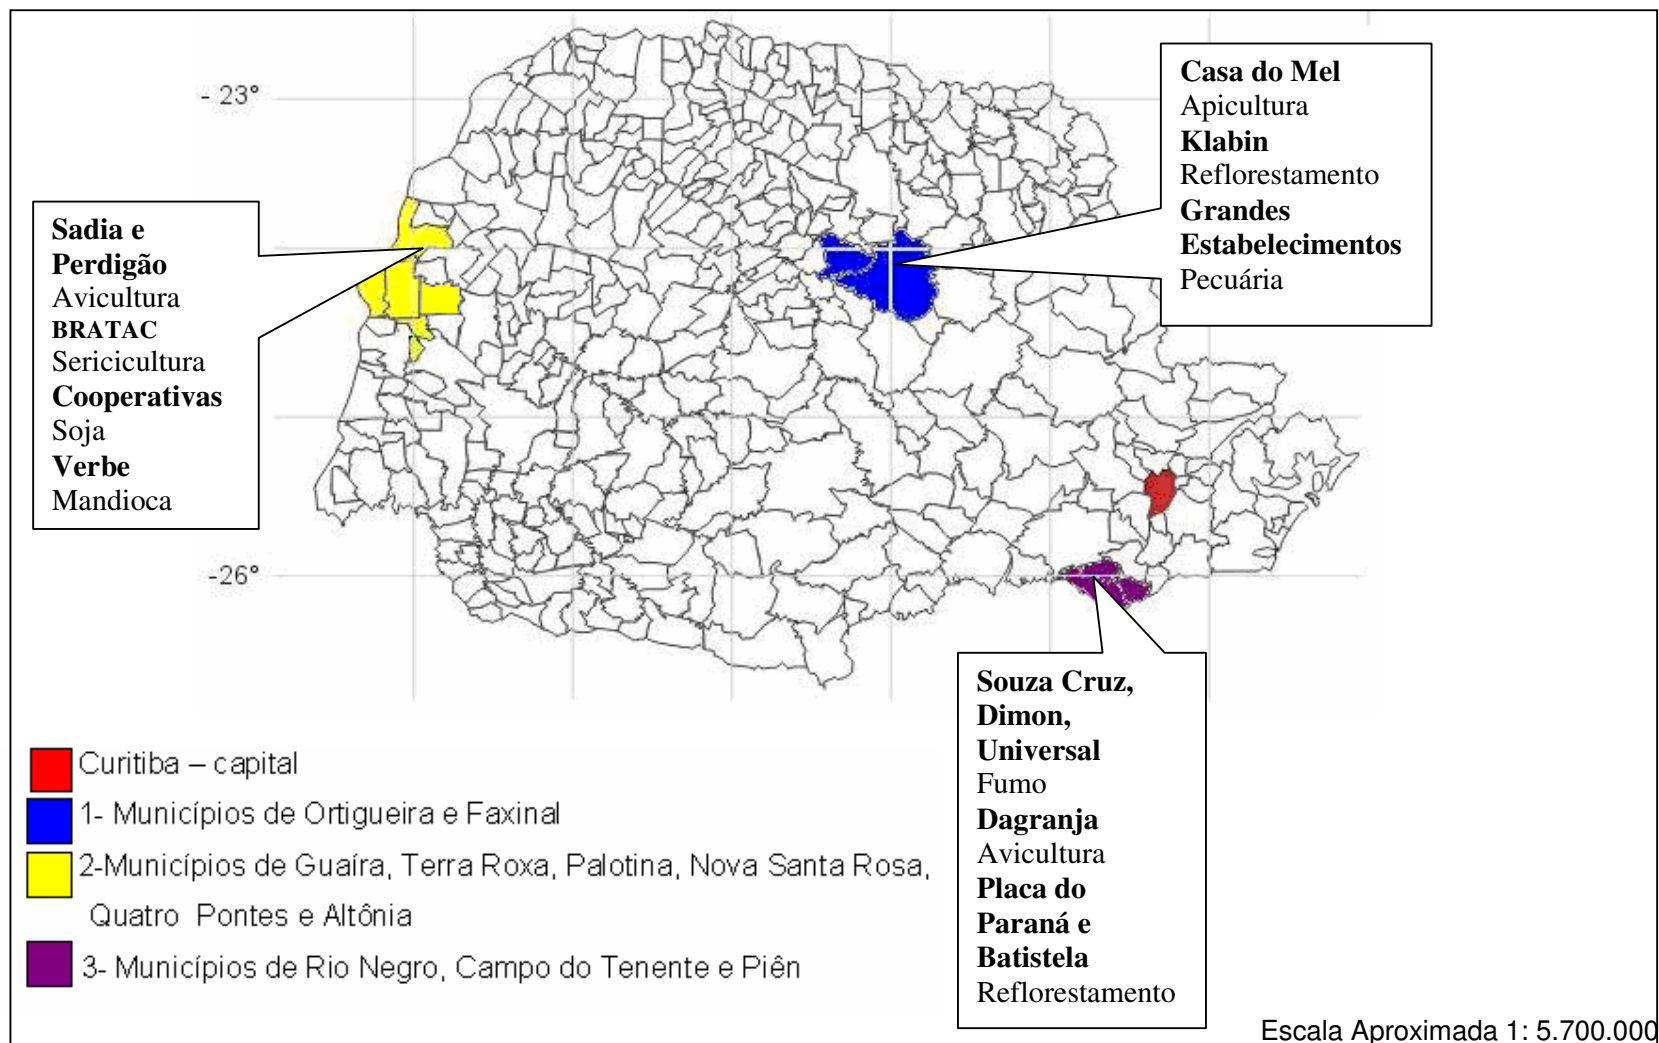 - 23°
Casa do Mel
Apicultura
Klabin
Reflorestamento
Grandes
Estabelecimentos
Pecuária
Sadia e
Perdigão
Avicultura
BRATAC
Sericicultura
Cooperativas
Soja
Verbe
Mandioca
-26°
Souza Cruz,
Dimon,
Universal
Fumo
Dagranja
Avicultura
Placa do
Paraná e
Batistela
Reflorestamento
Curitiba – capital
1- Municípios de Ortigueira e Faxinal
2-Municípios de Guaíra, Terra Roxa, Palotina, Nova Santa Rosa,
Quatro Pontes e Altônia
3- Municípios de Rio Negro, Campo do Tenente e Piên
Escala Aproximada 1: 5.700.000